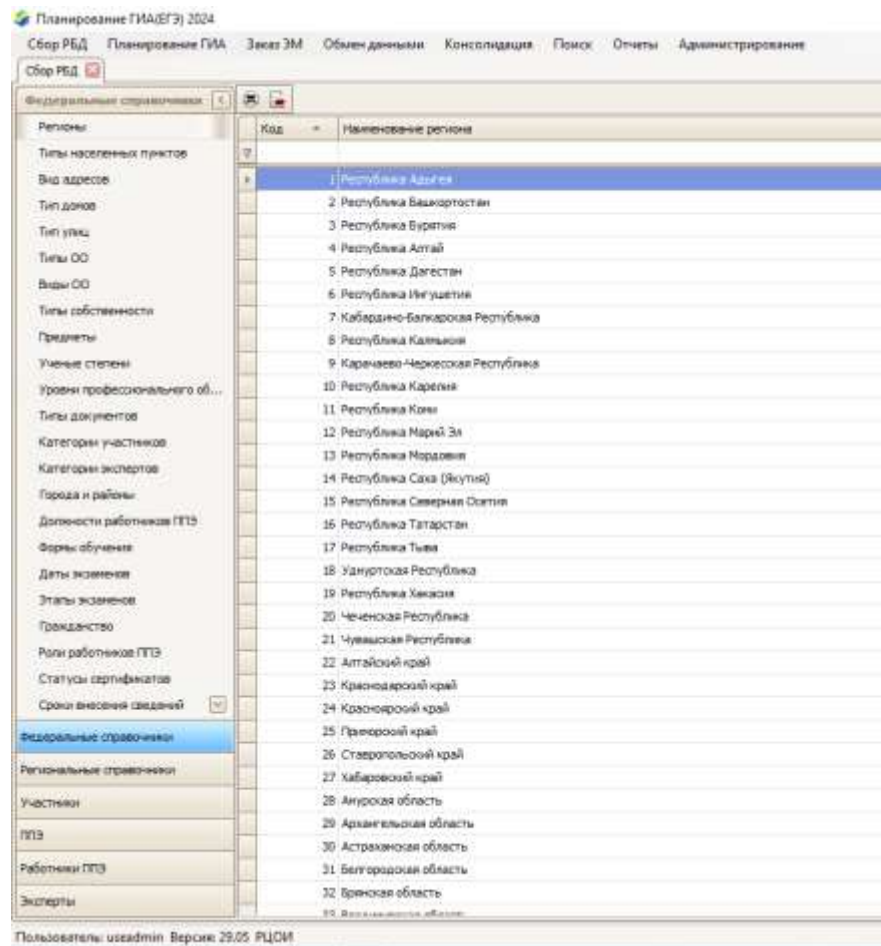 Планирование ГИА(ЕГЭ) 2024
Сбор РБД Планирование ГИА Заказ ЭМ Обмен данными Консолидация Поиск Отчеты Администрирование
Сбор РБД
Федеральные справочники
Регионы
Типы населенных пунктов
Вид адресов
Тип домов
Тип улиц
Типы ОО
Виды ОО
Типы собственности
Предметы
Ученые степени
Уровни профессионального об...
Типы документов
Категории участников
Категории экспертов
Города и районы
Должности работников ППЭ
Формы обучения
Даты экзаменов
Этапы экзаменов
Гражданство
Роли работников ППЭ
Статусы сертификатов
Сроки внесения сведений
Федеральные справочники
Региональные справочники
Участники
ППЭ
Работники ППЭ
Эксперты
Код Наименование региона
1 Республика Адыгея
2 Республика Башкортостан
3 Республика Бурятия
4 Республика Алтай
5 Республика Дагестан
6 Республика Ингушетия
7 Кабардино-Балкарская Республика
8 Республика Калмыкия
9 Карачаево-Черкесская Республика
10 Республика Карелия
11 Республика Коми
12 Республика Марий Эл
13 Республика Мордовия
14 Республика Саха (Якутия)
15 Республика Северная Осетия
16 Республика Татарстан
17 Республика Тыва
18 Удмуртская Республика
19 Республика Хакасия
20 Чеченская Республика
21 Чувашская Республика
22 Алтайский край
23 Краснодарский край
24 Красноярский край
25 Приморский край
26 Ставропольский край
27 Хабаровский край
28 Амурская область
29 Архангельская область
30 Астраханская область
31 Белгородская область
32 Брянская область
33 Владимирская область
Пользователь: useadmin Версия: 29.05 РЦОИ